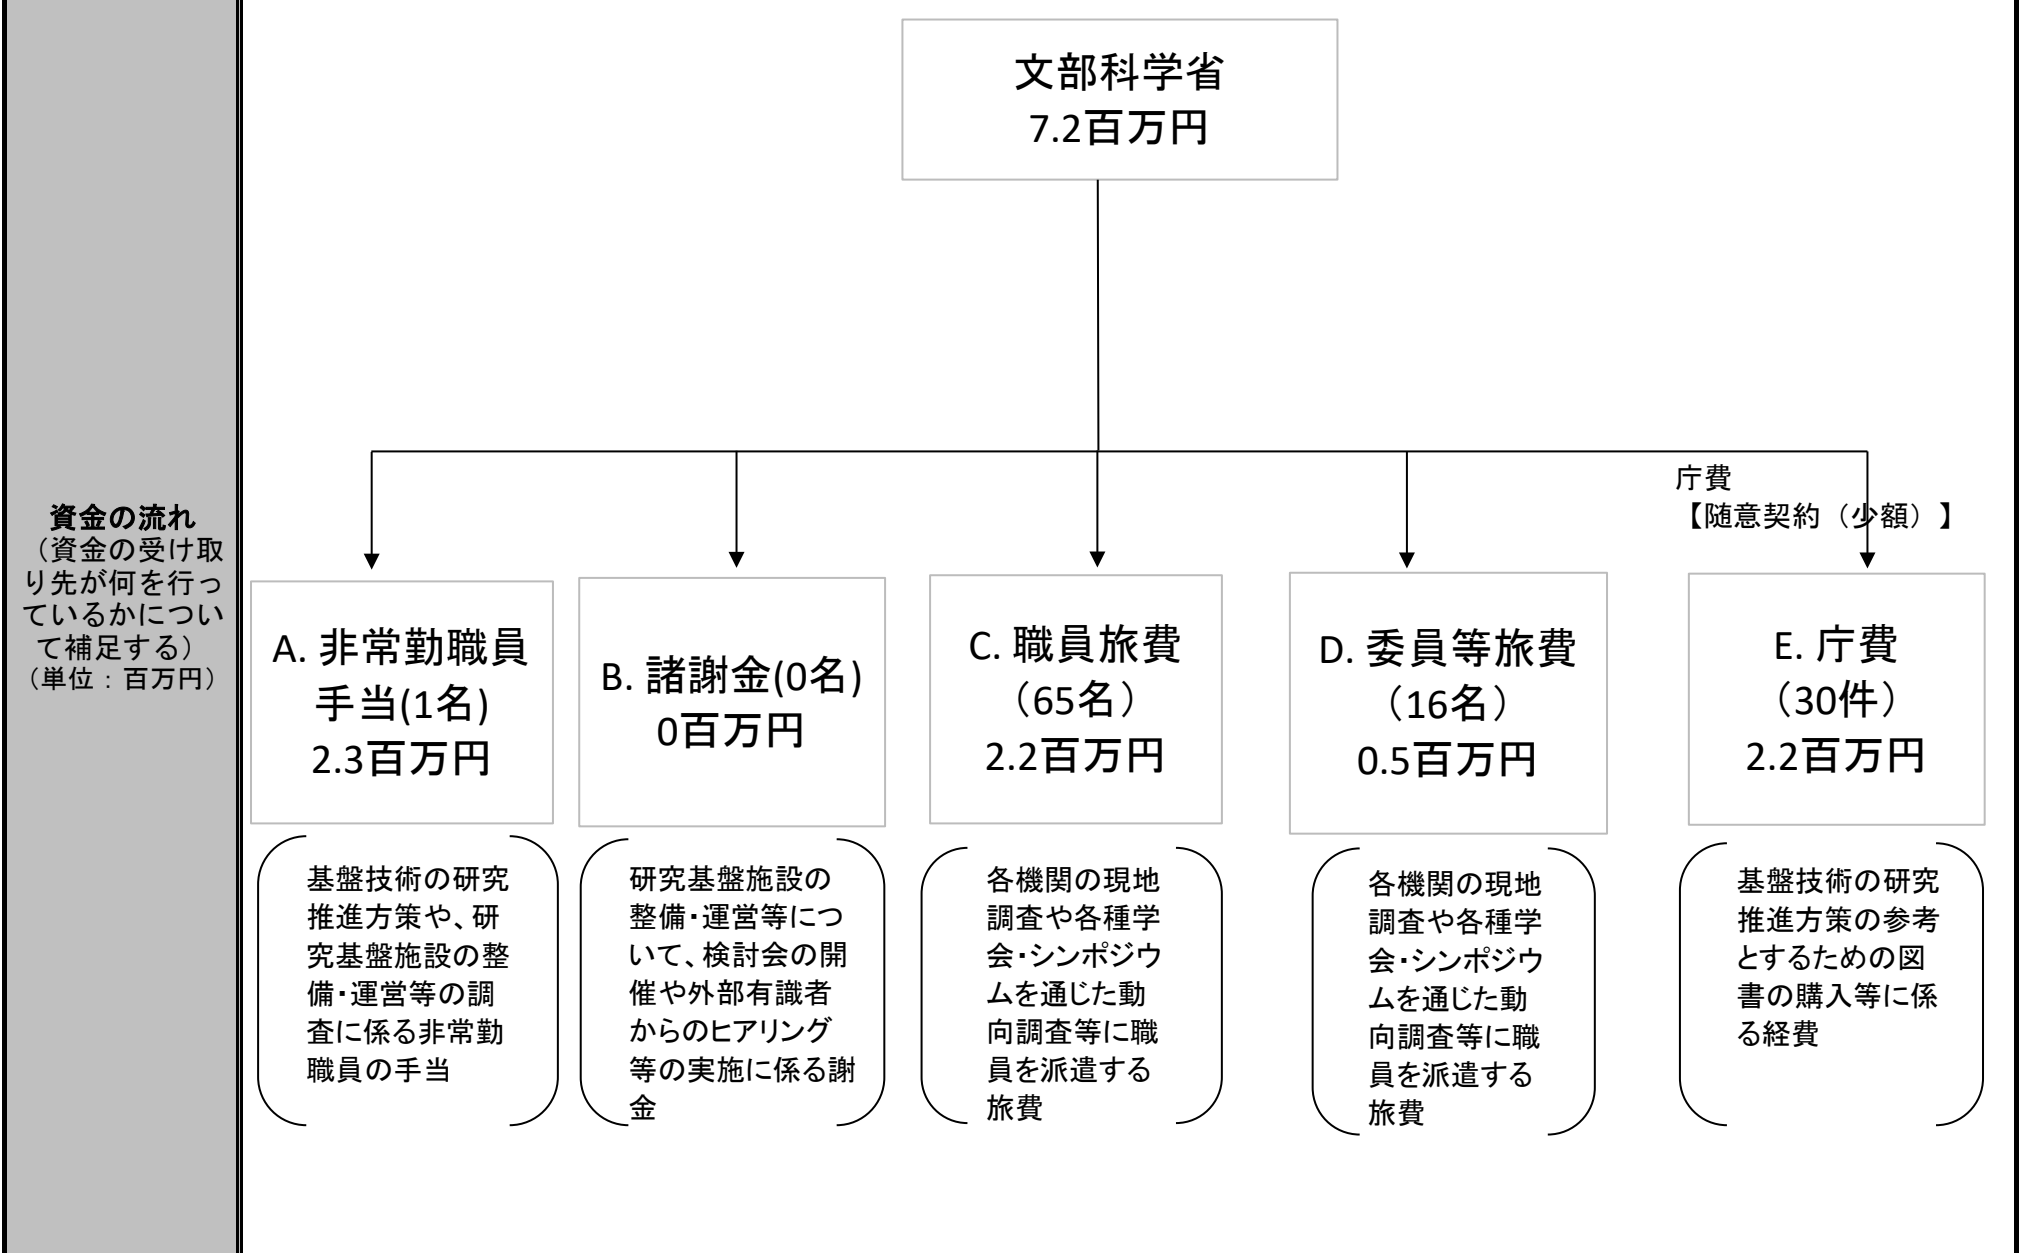 文部科学省
7.2百万円
資金の流れ
（資金の受け取
り先が何を行っ
ているかについ
て補足する）
（単位：百万円）
庁費
【随意契約（少額）】
A. 非常勤職員
手当(1名)
2.3百万円
B. 諸謝金(0名)
0百万円
C. 職員旅費
（65名）
2.2百万円
D. 委員等旅費
（16名）
0.5百万円
E. 庁費
（30件）
2.2百万円
基盤技術の研究
推進方策や、研
究基盤施設の整
備・運営等の調
査に係る非常勤
職員の手当
研究基盤施設の
整備・運営等につ
いて、検討会の開
催や外部有識者
からのヒアリング
等の実施に係る謝
金
各機関の現地
調査や各種学
会・シンポジウ
ムを通じた動
向調査等に職
員を派遣する
旅費
各機関の現地
調査や各種学
会・シンポジウ
ムを通じた動
向調査等に職
員を派遣する
旅費
基盤技術の研究
推進方策の参考
とするための図
書の購入等に係
る経費